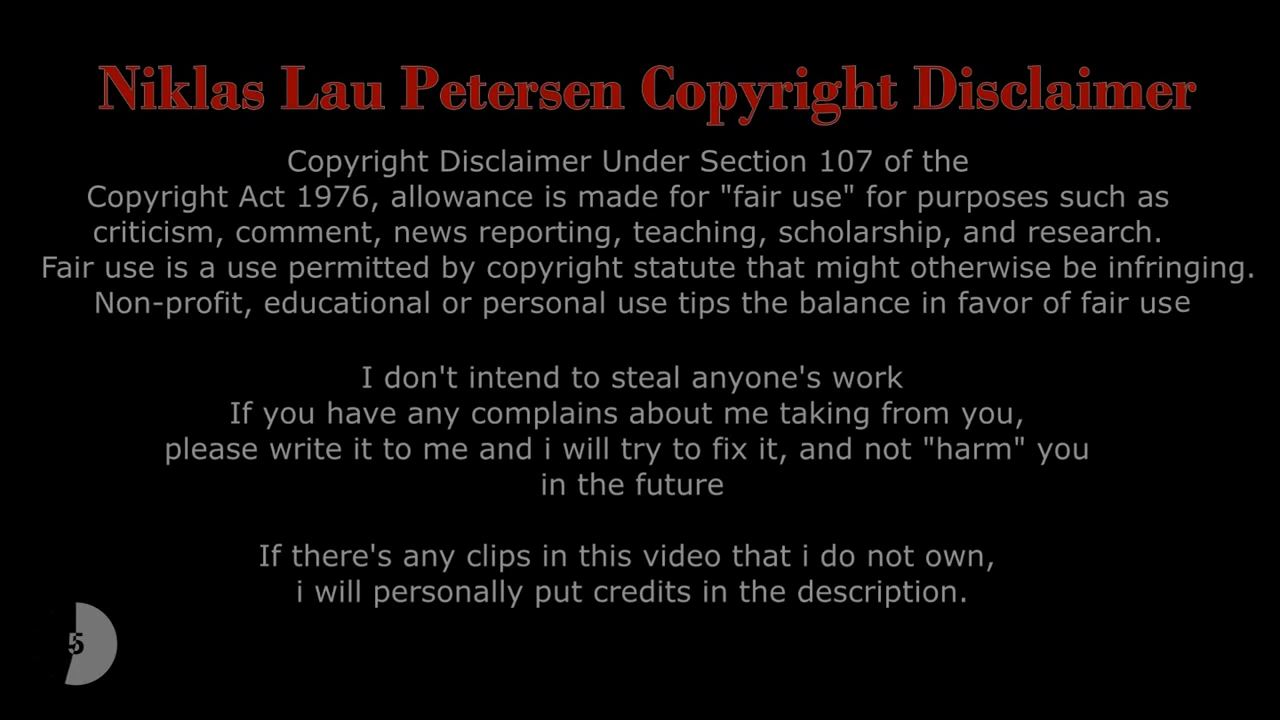 Niklas Lau Petersen Copyright Disclaimer
Copyright Disclaimer Under Section 107 of the
Copyright Act 1976, allowance is made for "fair use" for purposes such as
criticism, comment, news reporting, teaching, scholarship, and research.
Fair use is a use permitted by copyright statute that might otherwise be infringing.
Non-profit, educational or personal use tips the balance in favor of fair use
I don't intend to steal anyone's work
If you have any complains about me taking from you,
please write it to me and i will try to fix it, and not "harm" you
in the future
If there's any clips in this video that i do not own,
i will personally put credits in the description.
5